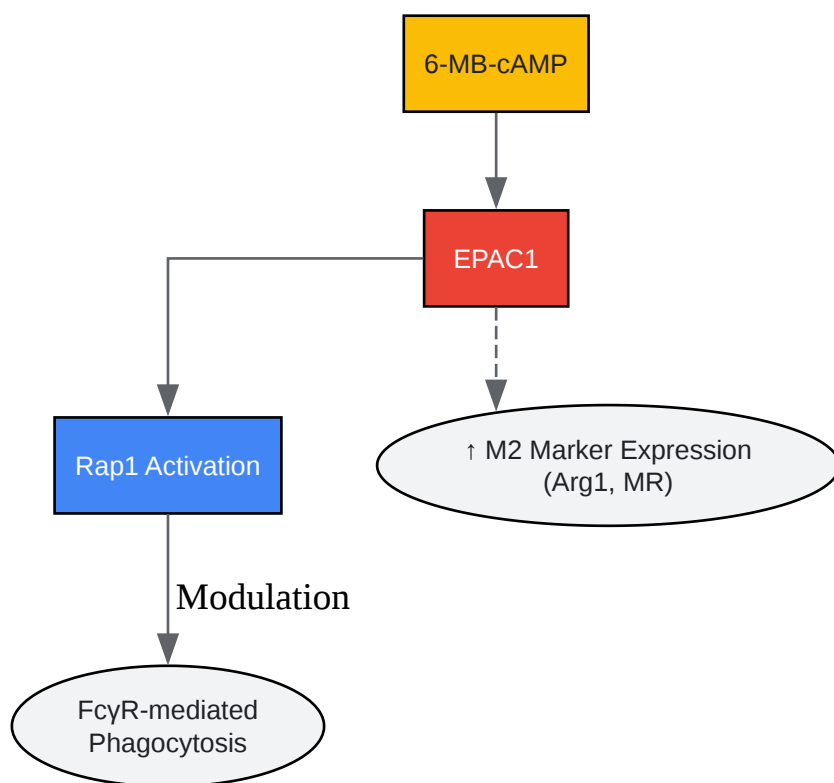 6-MB-cAMP
EPAC1
Rap1 Activation
↑ M2 Marker Expression
(Arg1, MR)
Modulation
FcγR-mediated
Phagocytosis